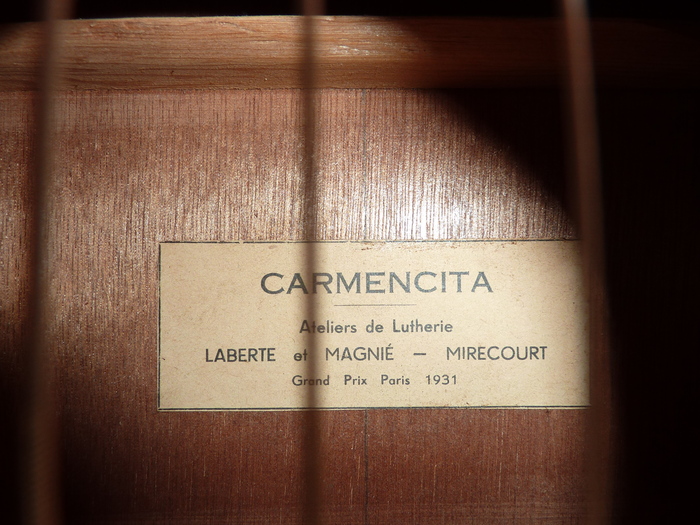 CARMENCITA
Ateliers de Lutherie
LABERTE et MAGNIÉ — MIRECOURT
Grand Prix Paris 1931